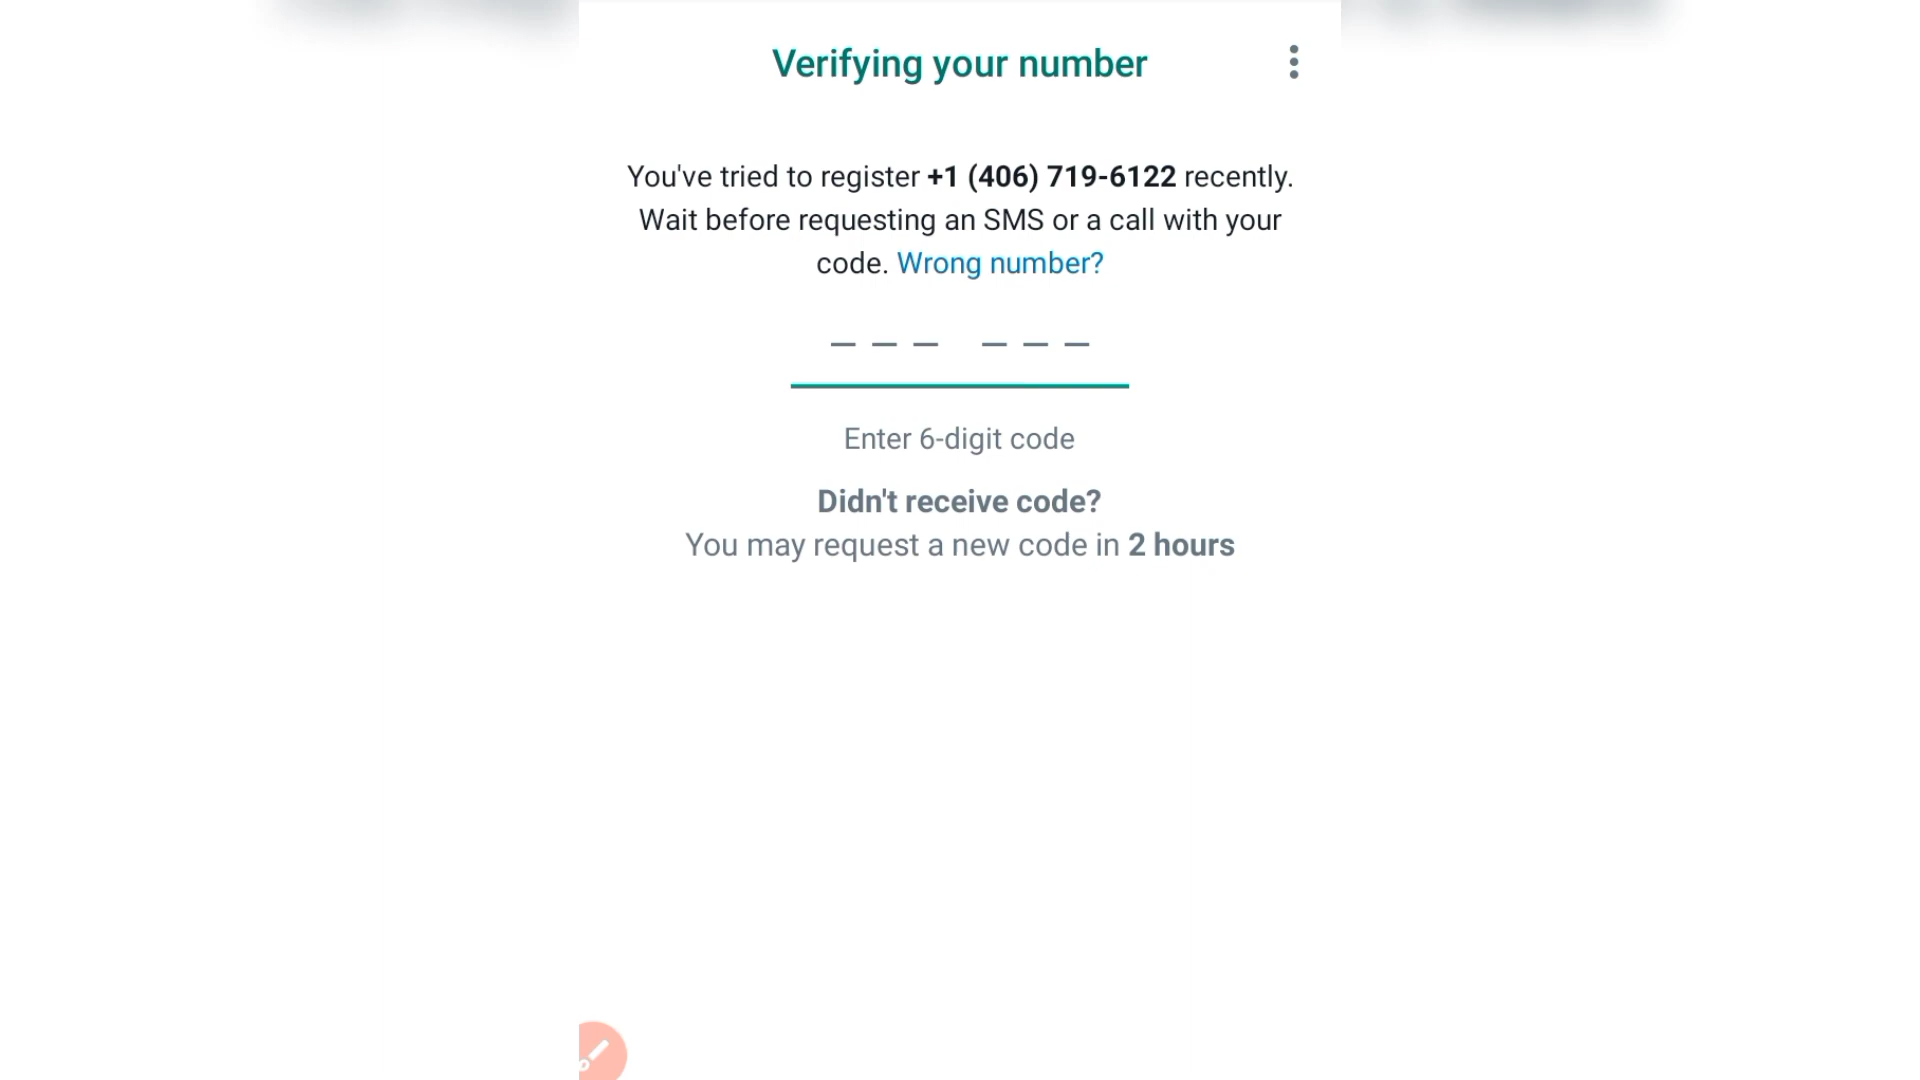 Verifying your number
You've tried to register +1 (406) 719-6122 recently.
Wait before requesting an SMS or a call with your
code. Wrong number?
Enter 6-digit code
Didn't receive code?
You may request a new code in 2 hours